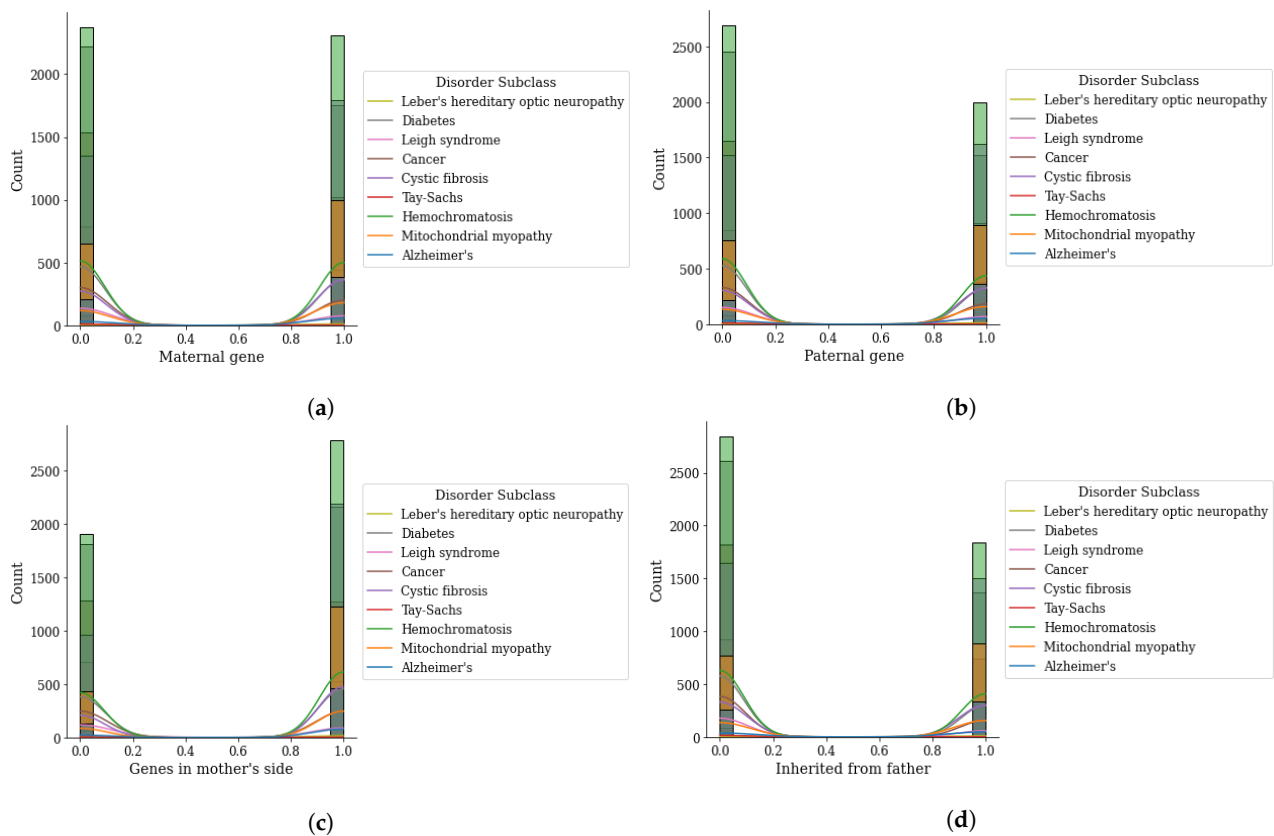 2000
1500
1000
500
0
Count
0.0 0.2 0.4 0.6 0.8 1.0
Maternal gene
Disorder Subclass
Leber's hereditary optic neuropathy
Diabetes
Leigh syndrome
Cancer
Cystic fibrosis
Tay-Sachs
Hemochromatosis
Mitochondrial myopathy
Alzheimer's
(a)
2500
2000
1500
1000
500
0
Count
0.0 0.2 0.4 0.6 0.8 1.0
Paternal gene
Disorder Subclass
Leber's hereditary optic neuropathy
Diabetes
Leigh syndrome
Cancer
Cystic fibrosis
Tay-Sachs
Hemochromatosis
Mitochondrial myopathy
Alzheimer's
(b)
2500
2000
1500
1000
500
0
Count
0.0 0.2 0.4 0.6 0.8 1.0
Genes in mother's side
Disorder Subclass
Leber's hereditary optic neuropathy
Diabetes
Leigh syndrome
Cancer
Cystic fibrosis
Tay-Sachs
Hemochromatosis
Mitochondrial myopathy
Alzheimer's
(c)
2500
2000
1500
1000
500
0
Count
0.0 0.2 0.4 0.6 0.8 1.0
Inherited from father
Disorder Subclass
Leber's hereditary optic neuropathy
Diabetes
Leigh syndrome
Cancer
Cystic fibrosis
Tay-Sachs
Hemochromatosis
Mitochondrial myopathy
Alzheimer's
(d)